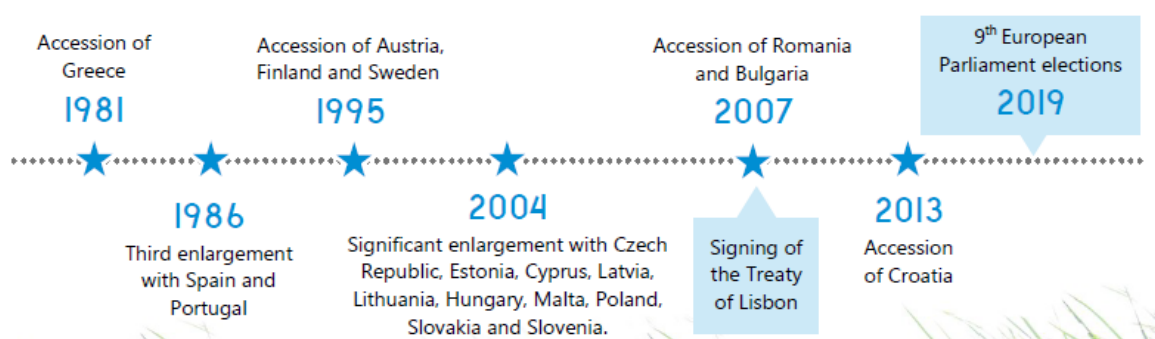 Accession of
Greece
1981
1986
Third enlargement
with Spain and
Portugal
Accession of Austria,
Finland and Sweden
1995
2004
Significant enlargement with Czech
Republic, Estonia, Cyprus, Latvia,
Lithuania, Hungary, Malta, Poland,
Slovakia and Slovenia.
Accession of Romania
and Bulgaria
2007
Signing of
the Treaty
of Lisbon
2013
Accession
of Croatia
9th European
Parliament elections
2019